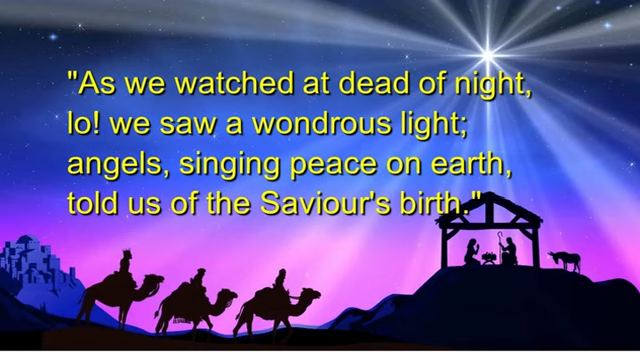 "As we watched at dead of night,
lo! we saw a wondrous light;
angels, singing peace on earth,
told us of the Saviour's birth."